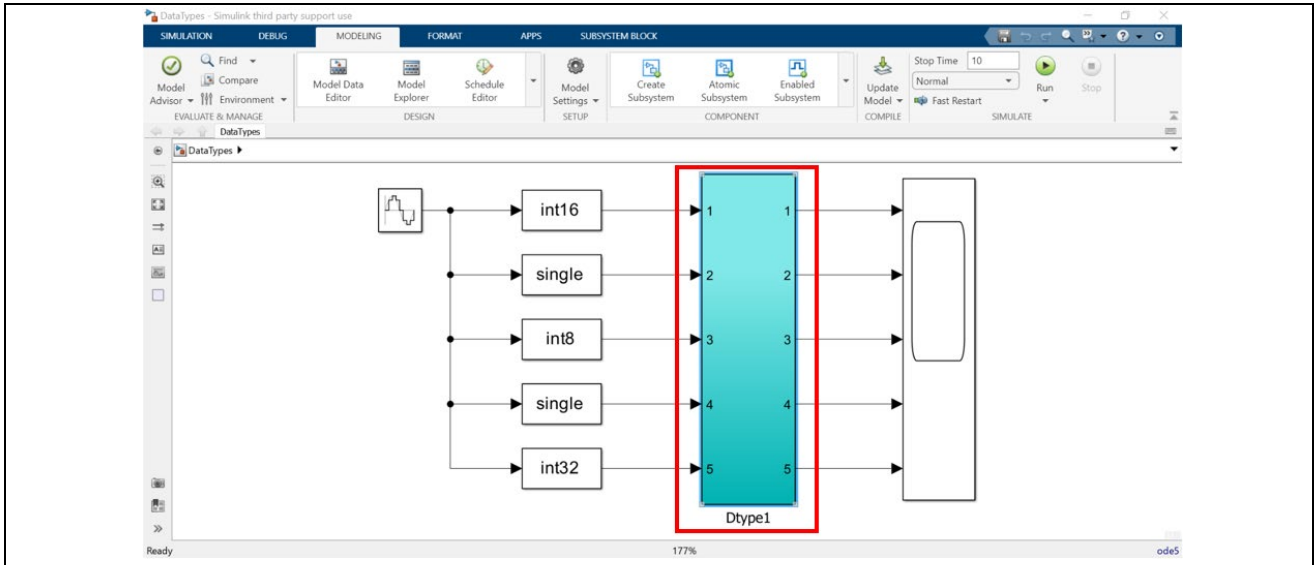 DataTypes - Simulink third party support use
SIMULATION DEBUG MODELING FORMAT APPS SUBSYSTEM BLOCK
Model Advisor
Find
Compare
Environment
EVALUATE & MANAGE
Model Data Editor
Model Explorer
Schedule Editor
DESIGN
Model Settings
SETUP
Create Subsystem
Atomic Subsystem
Enabled Subsystem
COMPONENT
Update Model
COMPILE
Stop Time 10
Normal
Fast Restart
Run
Stop
SIMULATE
DataTypes
DataTypes
int16 1 1
single 2 2
int8 3 3
single 4 4
int32 5 5
Dtype1
Ready 177% ode5